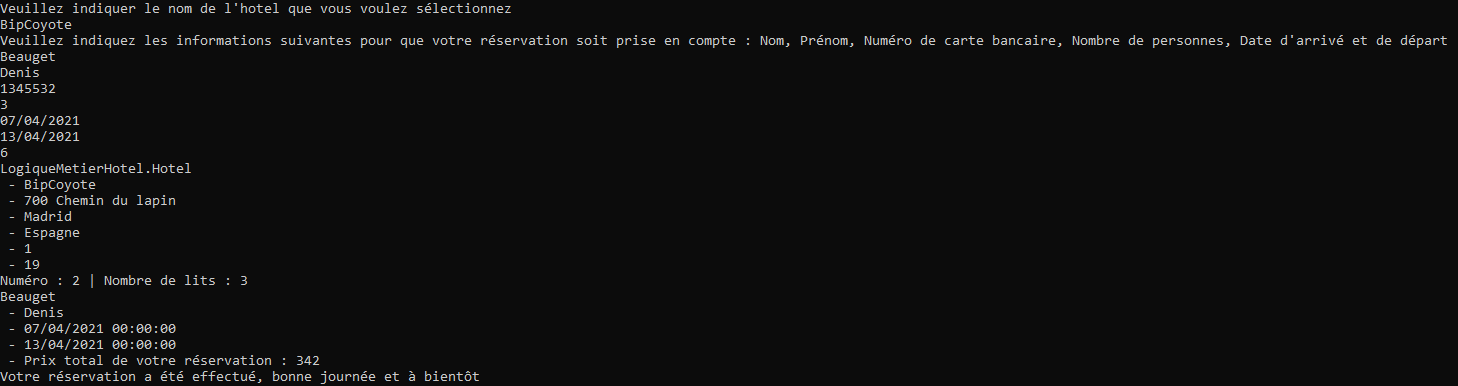 Veuillez indiquer le nom de l'hotel que vous voulez sélectionnez
BipCoyote
Veuillez indiquez les informations suivantes pour que votre réservation soit prise en compte : Nom, Prénom, Numéro de carte bancaire, Nombre de personnes, Date d'arrivé et de départ
Beauget
Denis
1345532
3
07/04/2021
13/04/2021
6
LogiqueMetierHotel.Hotel
 - BipCoyote
 - 700 Chemin du lapin
 - Madrid
 - Espagne
 - 1
 - 19
Numéro : 2 | Nombre de lits : 3
Beauget
 - Denis
 - 07/04/2021 00:00:00
 - 13/04/2021 00:00:00
 - Prix total de votre réservation : 342
Votre réservation a été effectué, bonne journée et à bientôt